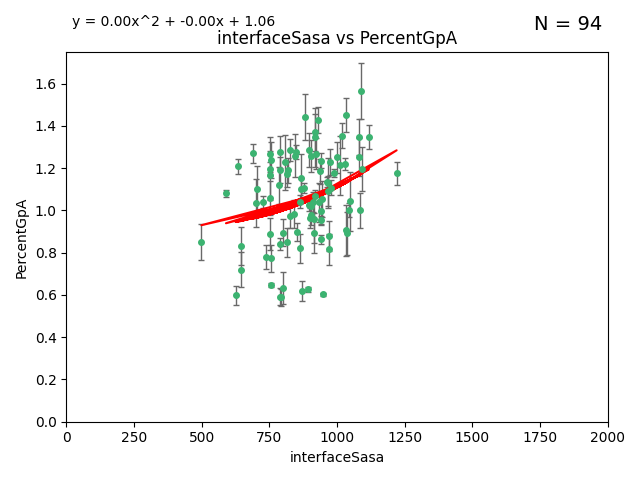 y = 0.00x^2 + -0.00x + 1.06
N = 94
interfaceSasa vs PercentGpA
PercentGpA
1.6
1.4
1.2
1.0
0.8
0.6
0.4
0.2
0.0
0 250 500 750 1000 1250 1500 1750 2000
interfaceSasa